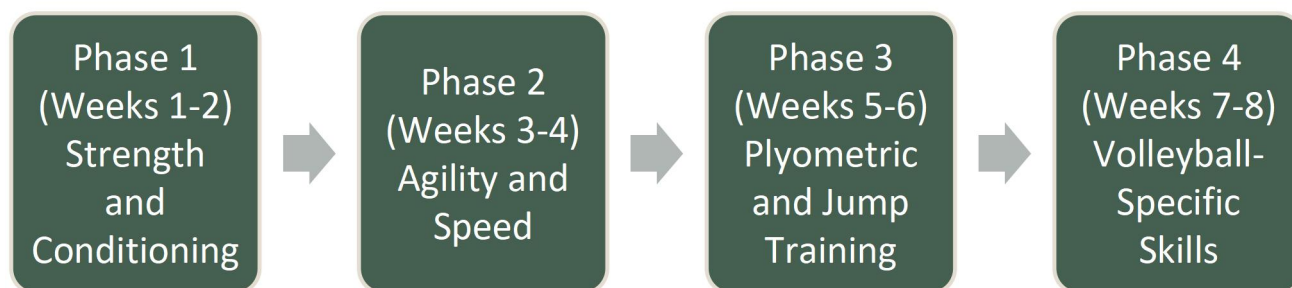 Phase 1
(Weeks 1-2)
Strength
and
Conditioning
Phase 2
(Weeks 3-4)
Agility and
Speed
Phase 3
(Weeks 5-6)
Plyometric
and Jump
Training
Phase 4
(Weeks 7-8)
Volleyball-
Specific
Skills